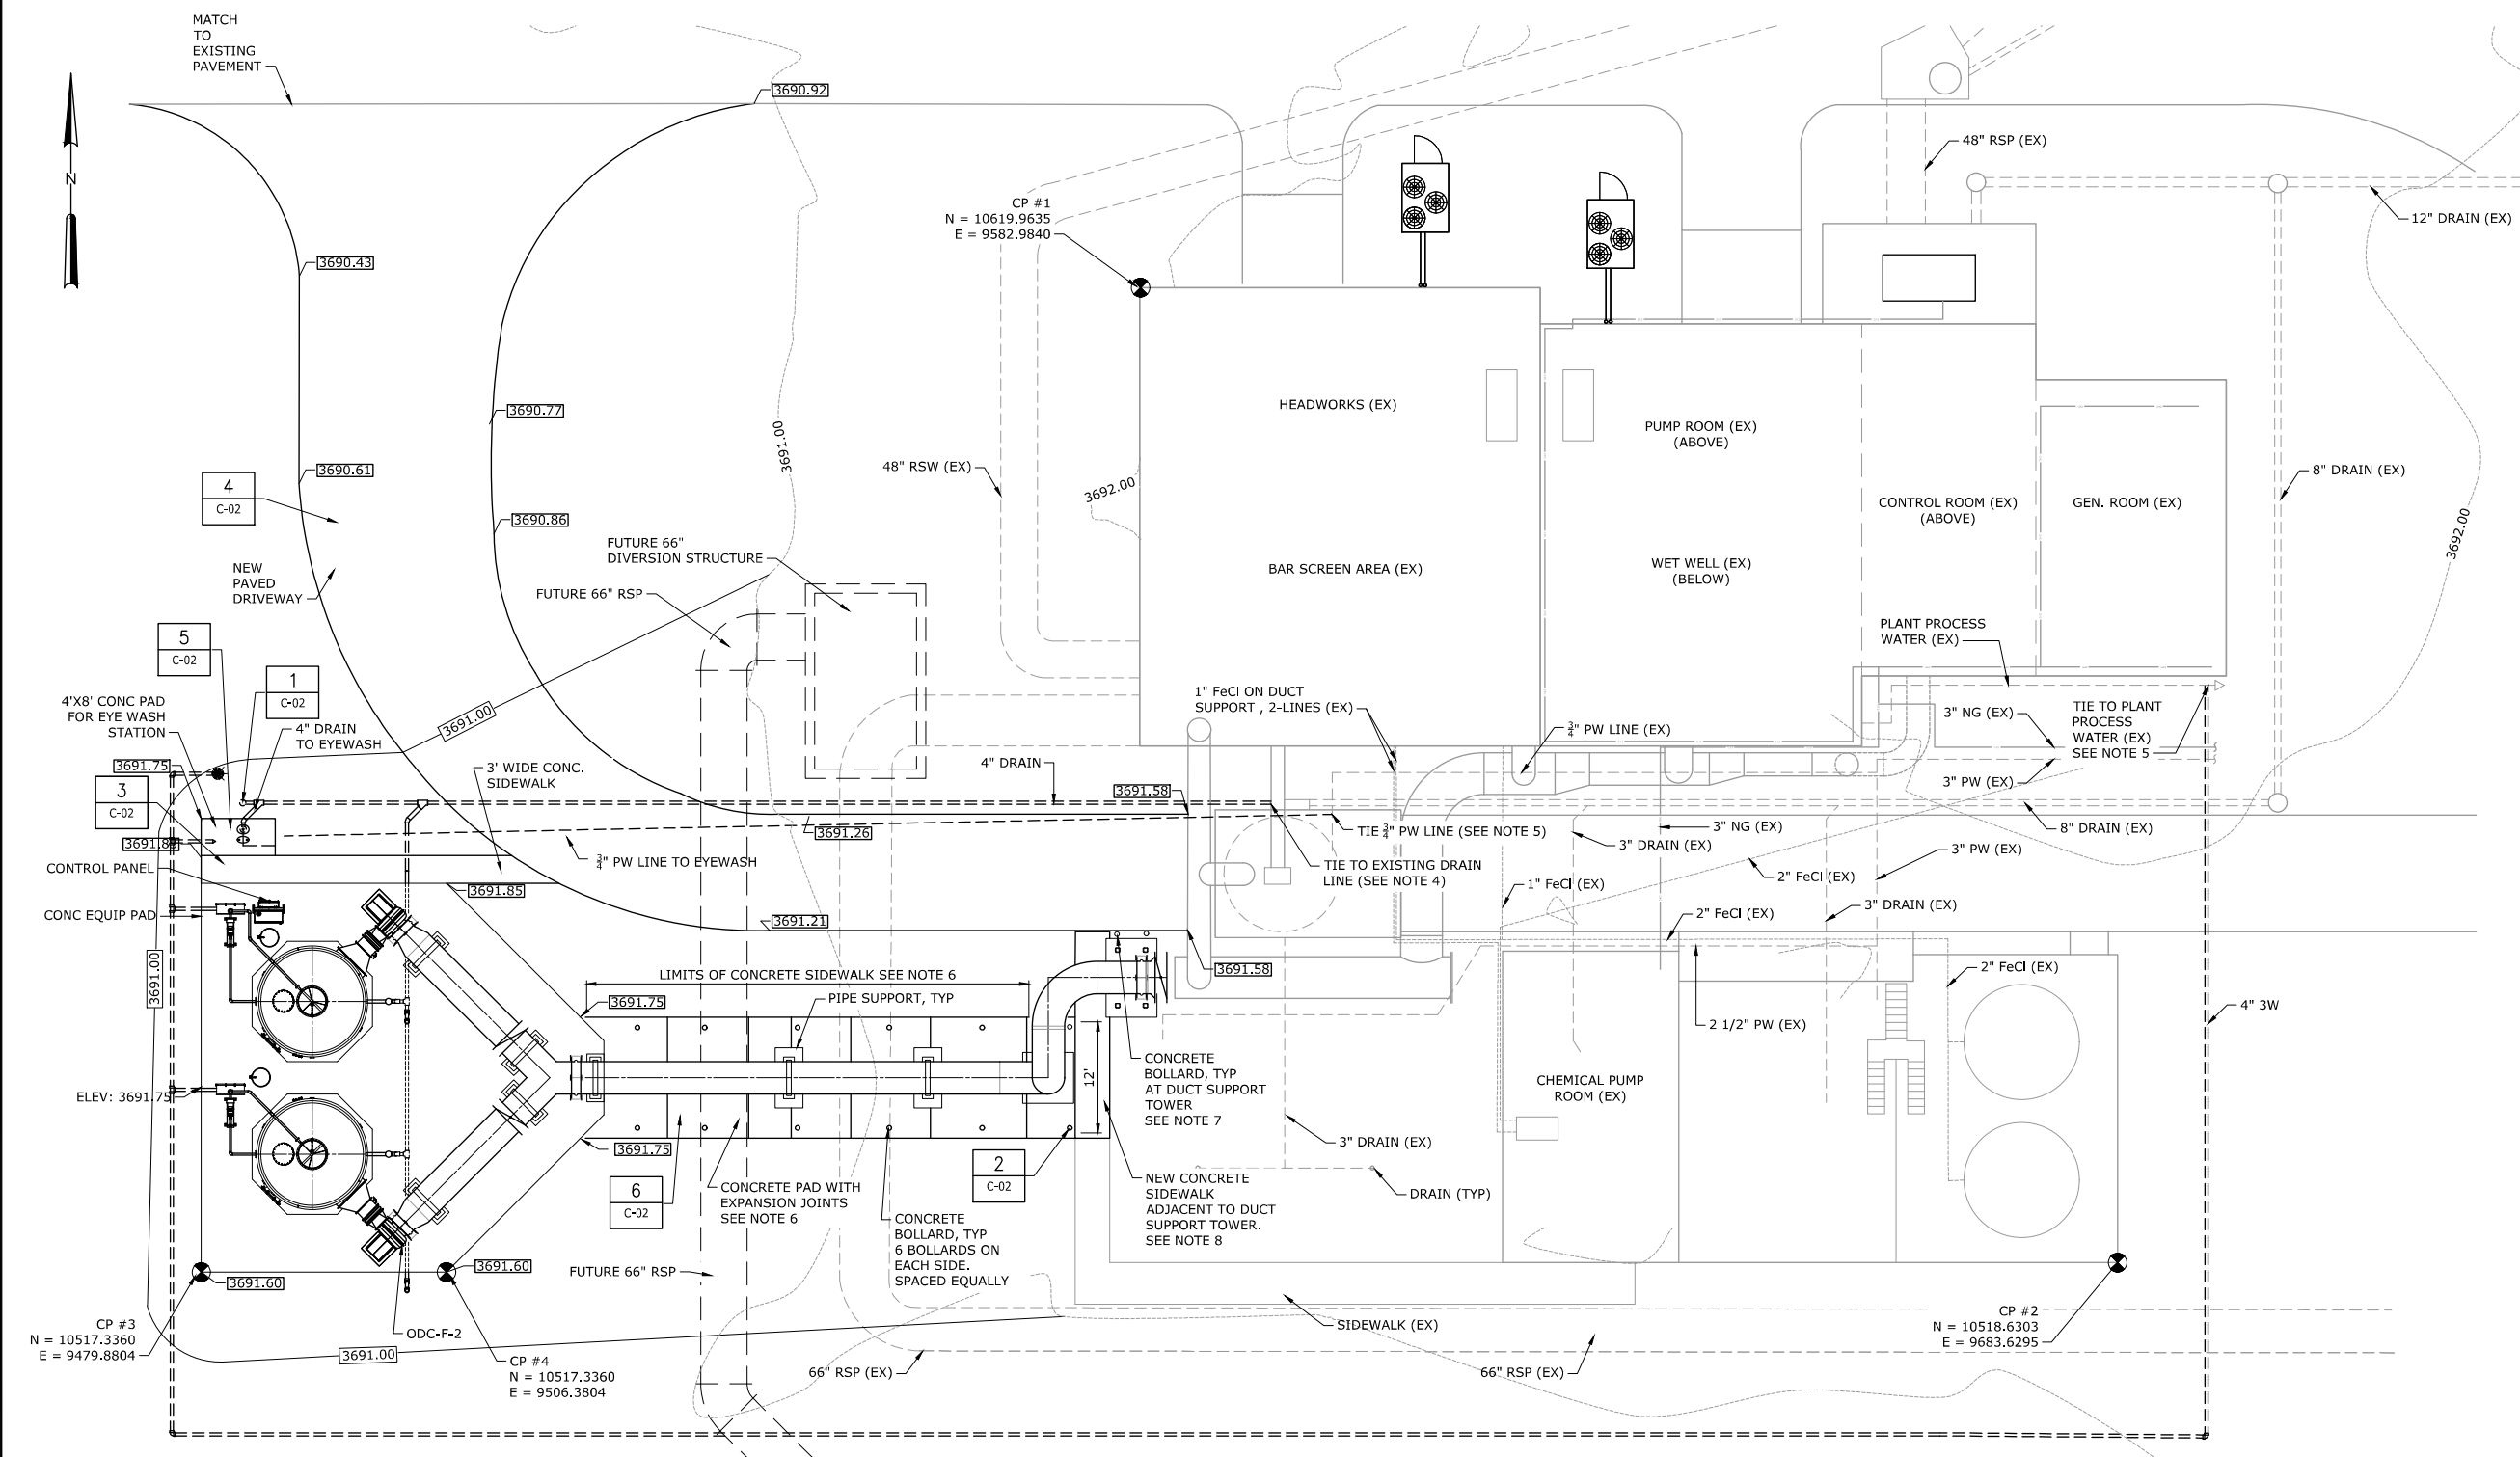 MATCH
TO
EXISTING
PAVEMENT
N
3690.92
3690.43
CP #1
N = 10619.9635
E = 9582.9840
48" RSP (EX)
12" DRAIN (EX)
3690.77
3691.00
HEADWORKS (EX)
PUMP ROOM (EX)
(ABOVE)
3690.61
48" RSW (EX)
3692.00
8" DRAIN (EX)
4
C-02
3690.86
CONTROL ROOM (EX)
(ABOVE)
GEN. ROOM (EX)
3692.00
FUTURE 66"
DIVERSION STRUCTURE
NEW
PAVED
DRIVEWAY
FUTURE 66" RSP
BAR SCREEN AREA (EX)
WET WELL (EX)
(BELOW)
5
C-02
PLANT PROCESS
WATER (EX)
1
C-02
4'X8' CONC PAD
FOR EYE WASH
STATION
4" DRAIN
TO EYEWASH
3691.00
1" FeCl ON DUCT
SUPPORT , 2-LINES (EX)
3/4" PW LINE (EX)
3" NG (EX)
TIE TO PLANT
PROCESS
WATER (EX)
SEE NOTE 5
3691.75
3' WIDE CONC.
SIDEWALK
4" DRAIN
3691.58
3" PW (EX)
3
C-02
3691.26
TIE 3/4" PW LINE (SEE NOTE 5)
3" NG (EX)
8" DRAIN (EX)
3" DRAIN (EX)
3" PW (EX)
3/4" PW LINE TO EYEWASH
TIE TO EXISTING DRAIN
LINE (SEE NOTE 4)
CONTROL PANEL
3691.85
1" FeCl (EX)
2" FeCl (EX)
3" DRAIN (EX)
CONC EQUIP PAD
3691.21
2" FeCl (EX)
3691.00
LIMITS OF CONCRETE SIDEWALK SEE NOTE 6
3691.58
2" FeCl (EX)
3691.75
PIPE SUPPORT, TYP
4" 3W
2 1/2" PW (EX)
12'
CONCRETE
BOLLARD, TYP
AT DUCT SUPPORT
TOWER
SEE NOTE 7
CHEMICAL PUMP
ROOM (EX)
ELEV: 3691.75
3691.75
3" DRAIN (EX)
6
C-02
CONCRETE PAD WITH
EXPANSION JOINTS
SEE NOTE 6
2
C-02
NEW CONCRETE
SIDEWALK
ADJACENT TO DUCT
SUPPORT TOWER.
SEE NOTE 8
DRAIN (TYP)
CONCRETE
BOLLARD, TYP
6 BOLLARDS ON
EACH SIDE.
SPACED EQUALLY
3691.60
3691.60
FUTURE 66" RSP
CP #3
N = 10517.3360
E = 9479.8804
ODC-F-2
3691.00
CP #4
N = 10517.3360
E = 9506.3804
SIDEWALK (EX)
CP #2
N = 10518.6303
E = 9683.6295
66" RSP (EX)
66" RSP (EX)